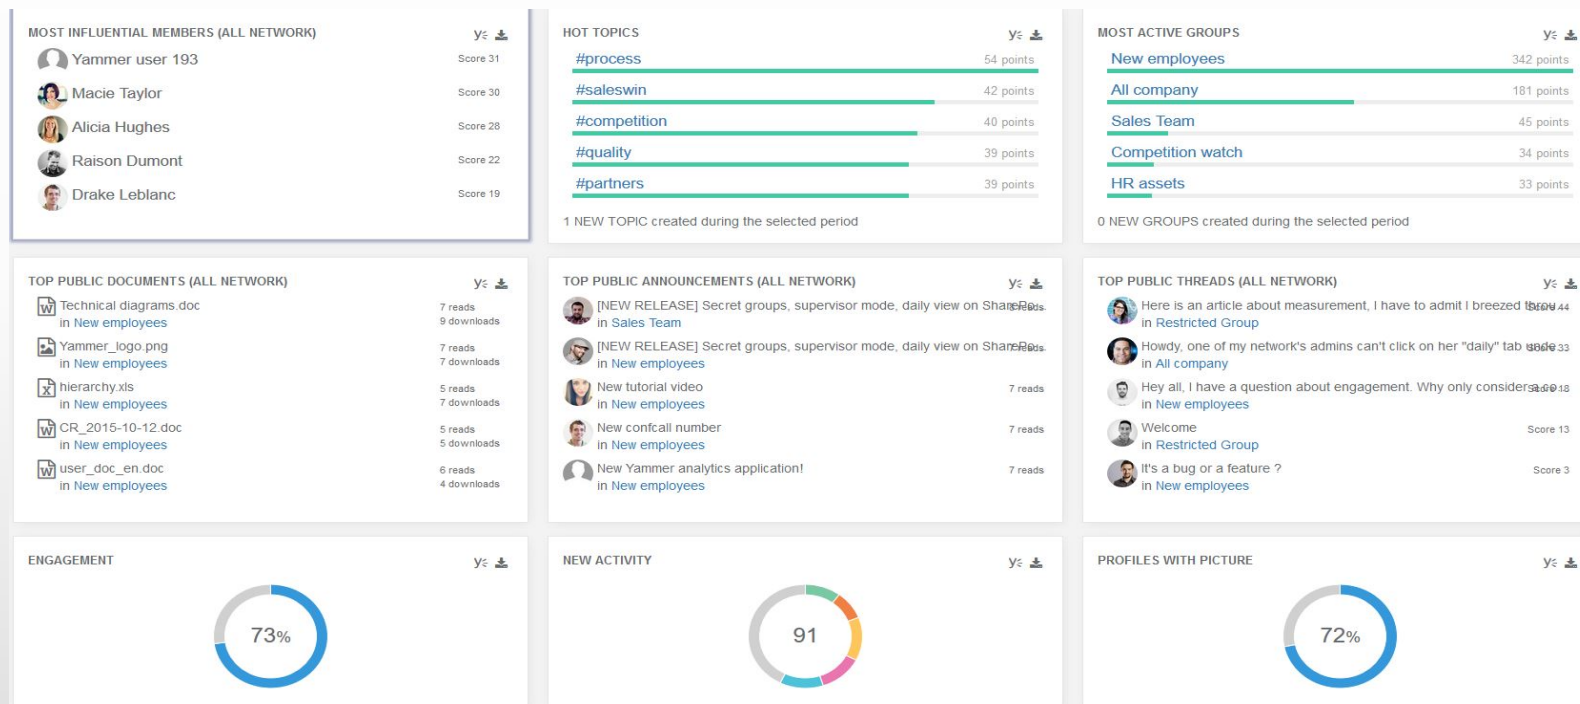 MOST INFLUENTIAL MEMBERS (ALL NETWORK)
Yammer user 193 Score 31
Macie Taylor Score 30
Alicia Hughes Score 28
Raison Dumont Score 22
Drake Leblanc Score 19
HOT TOPICS
#process 54 points
#saleswin 42 points
#competition 40 points
#quality 39 points
#partners 39 points
1 NEW TOPIC created during the selected period
MOST ACTIVE GROUPS
New employees 342 points
All company 181 points
Sales Team 45 points
Competition watch 34 points
HR assets 33 points
0 NEW GROUPS created during the selected period
TOP PUBLIC DOCUMENTS (ALL NETWORK)
Technical diagrams.doc 7 reads
in New employees 9 downloads
Yammer_logo.png 7 reads
in New employees 7 downloads
hierarchy.xls 5 reads
in New employees 7 downloads
CR_2015-10-12.doc 5 reads
in New employees 5 downloads
user_doc_en.doc 6 reads
in New employees 4 downloads
TOP PUBLIC ANNOUNCEMENTS (ALL NETWORK)
[NEW RELEASE] Secret groups, supervisor mode, daily view on
in Sales Team
[NEW RELEASE] Secret groups, supervisor mode, daily view on
in New employees
New tutorial video 7 reads
in New employees
New confcall number 7 reads
in New employees
New Yammer analytics application! 7 reads
in New employees
TOP PUBLIC THREADS (ALL NETWORK)
Here is an article about measurement, I have to admit I breezed 44
in Restricted Group
Howdy, one of my network's admins can't click on her "daily" tab 33
in All company
Hey all, I have a question about engagement. Why only consider 18
in New employees
Welcome Score 13
in Restricted Group
It's a bug or a feature ? Score 3
in New employees
ENGAGEMENT
73%
NEW ACTIVITY
91
PROFILES WITH PICTURE
72%